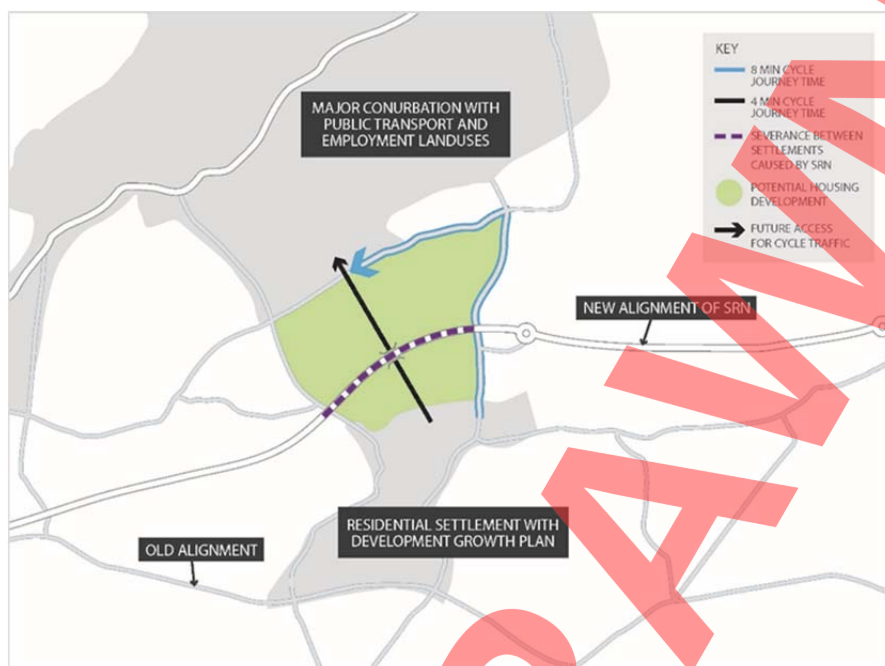 KEY
8 MIN CYCLE
JOURNEY TIME
4 MIN CYCLE
JOURNEY TIME
SEVERANCE BETWEEN
SETTLEMENTS
CAUSED BY SRN
POTENTIAL HOUSING
DEVELOPMENT
FUTURE ACCESS
FOR CYCLE TRAFFIC
MAJOR CONURBATION WITH
PUBLIC TRANSPORT AND
EMPLOYMENT LANDUSES
NEW ALIGNMENT OF SRN
RESIDENTIAL SETTLEMENT WITH
DEVELOPMENT GROWTH PLAN
OLD ALIGNMENT